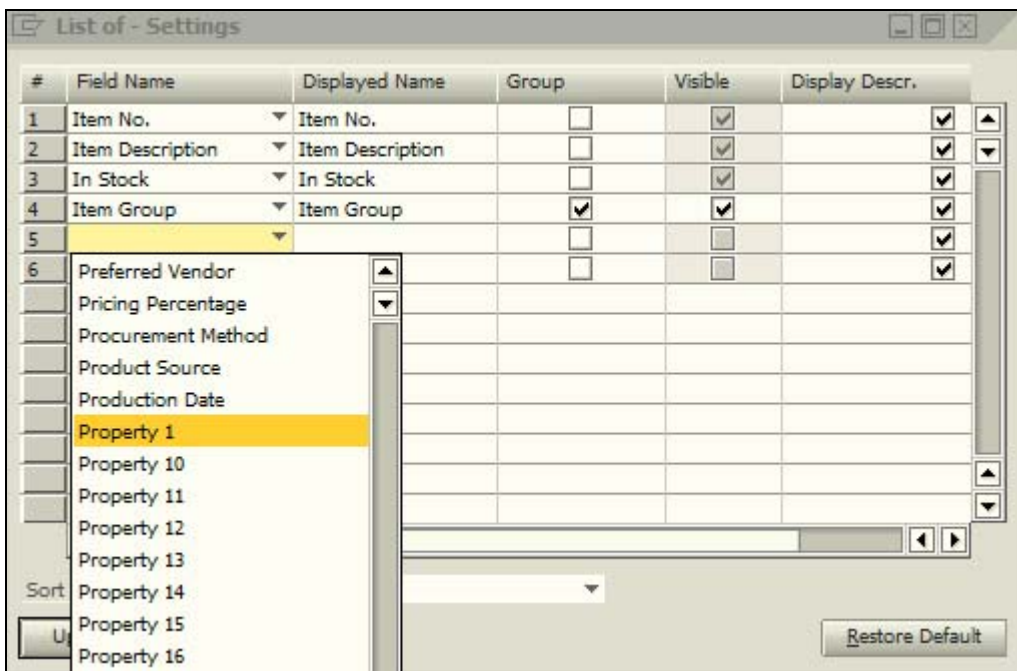 List of - Settings
# Field Name Displayed Name Group Visible Display Descr.
1 Item No. Item No.
2 Item Description Item Description
3 In Stock In Stock
4 Item Group Item Group
5
6
Preferred Vendor
Pricing Percentage
Procurement Method
Product Source
Production Date
Property 1
Property 10
Property 11
Property 12
Property 13
Sort Property 14
Property 15
Restore Default
Property 16